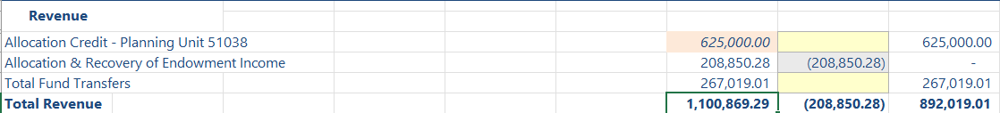 Revenue
Allocation Credit - Planning Unit 51038 625,000.00 625,000.00
Allocation & Recovery of Endowment Income 208,850.28 (208,850.28) -
Total Fund Transfers 267,019.01 267,019.01
Total Revenue 1,100,869.29 (208,850.28) 892,019.01